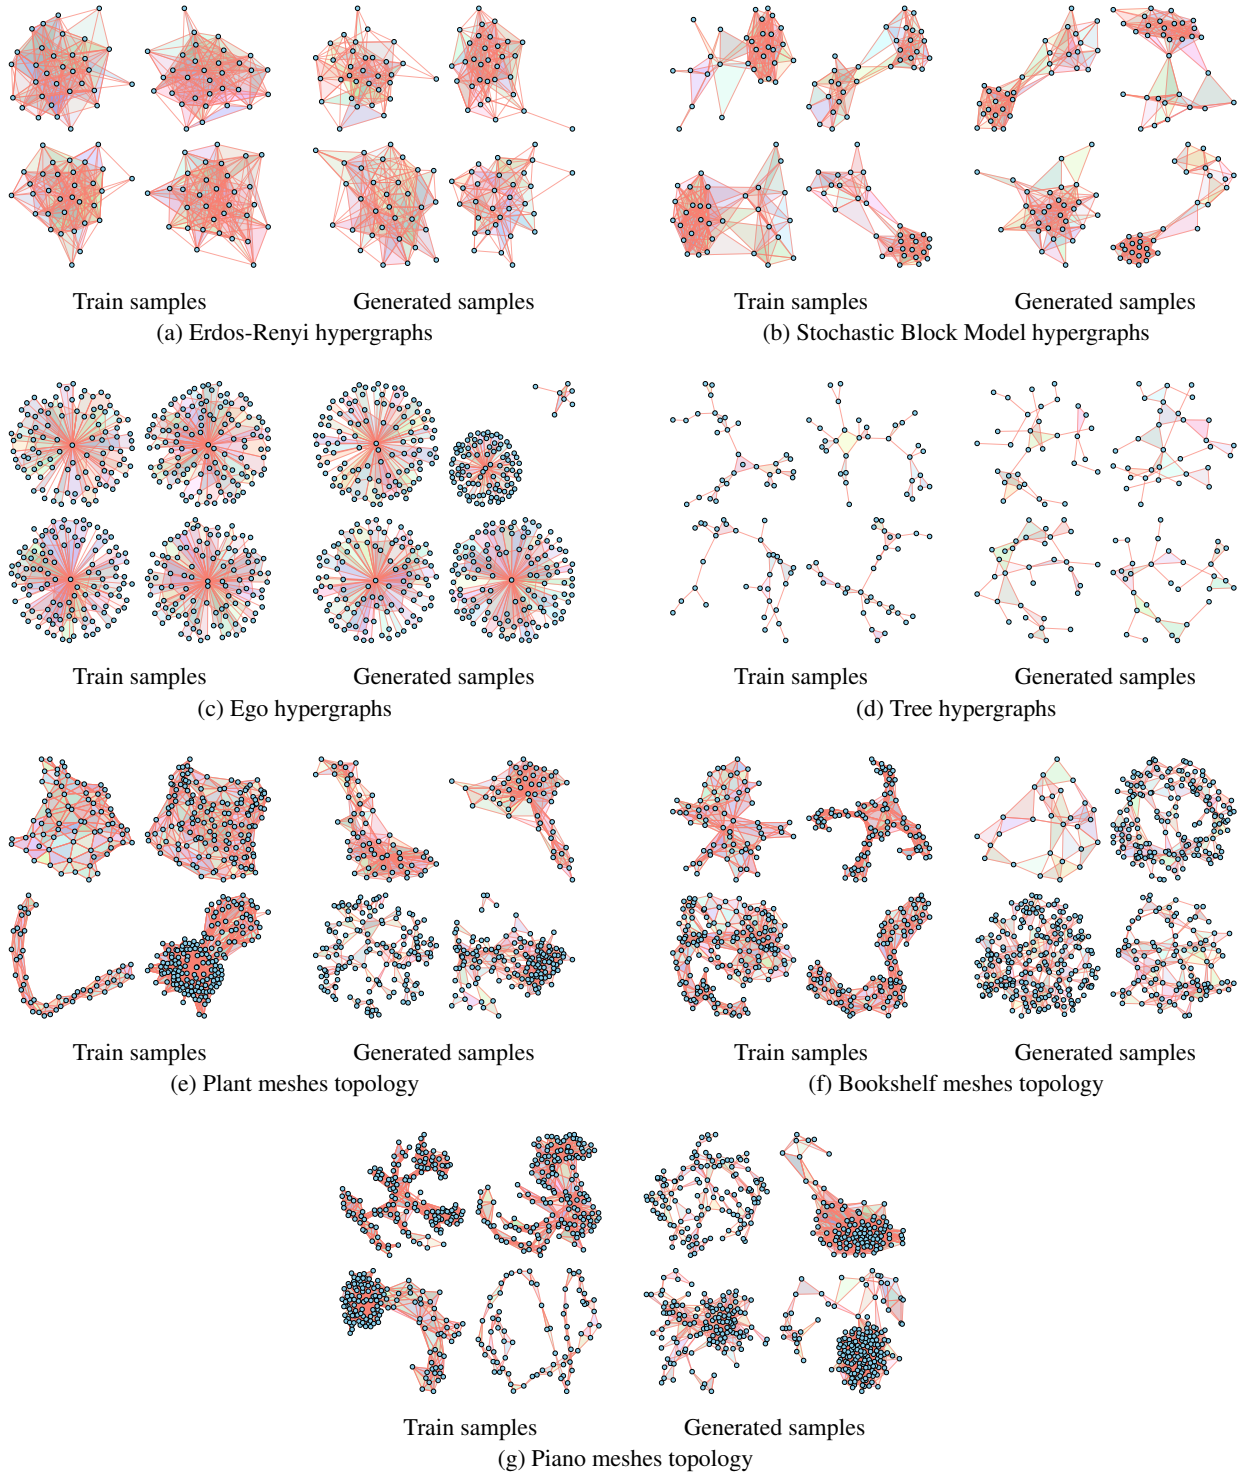 Train samples
Generated samples
Train samples
Generated samples
(a) Erdos-Renyi hypergraphs
(b) Stochastic Block Model hypergraphs
Train samples
Generated samples
Train samples
Generated samples
(c) Ego hypergraphs
(d) Tree hypergraphs
Train samples
Generated samples
Train samples
Generated samples
(e) Plant meshes topology
(f) Bookshelf meshes topology
Train samples
Generated samples
(g) Piano meshes topology